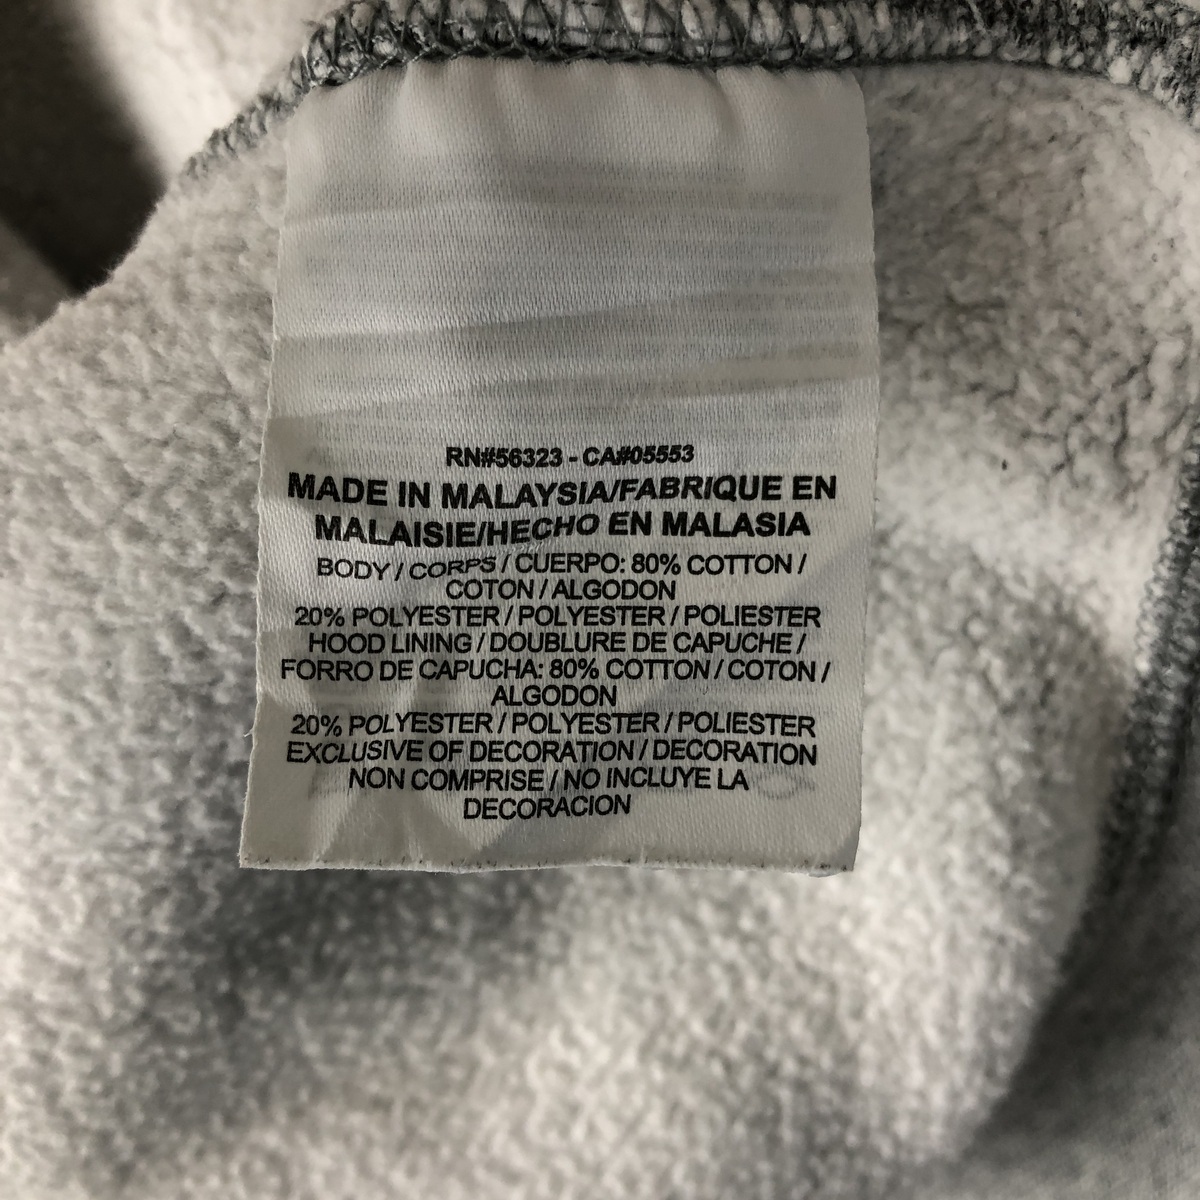 RN#56323 - CA#05553
MADE IN MALAYSIA/FABRIQUE EN
MALAISIE/HECHO EN MALASIA
BODY / CORPS / CUERPO: 80% COTTON /
COTON / ALGODON
20% POLYESTER / POLYESTER / POLIESTER
HOOD LINING / DOUBLURE DE CAPUCHE /
FORRO DE CAPUCHA: 80% COTTON / COTON /
ALGODON
20% POLYESTER / POLYESTER / POLIESTER
EXCLUSIVE OF DECORATION / DECORATION
NON COMPRISE / NO INCLUYE LA
DECORACION